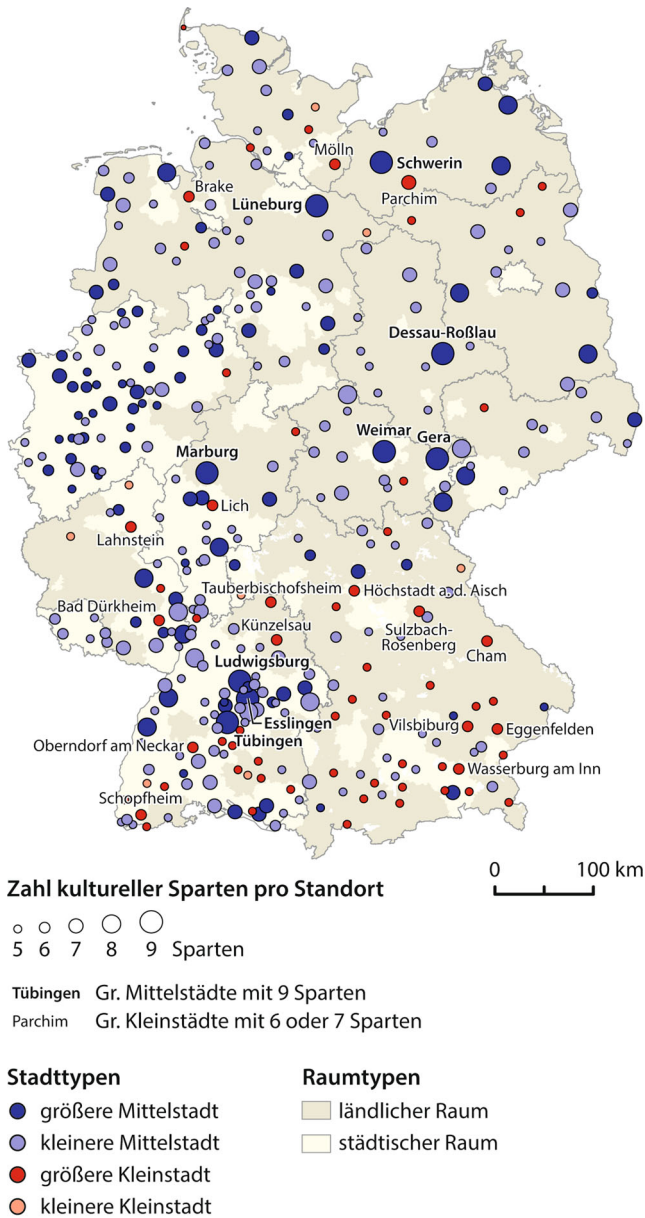 Mölln
Schwerin
Brake
Parchim
Lüneburg
Dessau-Roßlau
Weimar Gera
Marburg
Lich
Lahnstein
Tauberbischofsheim
Höchstadt a.d. Aisch
Bad Dürkheim
Künzelsau
Sulzbach-
Rosenberg
Cham
Ludwigsburg
Esslingen
Vilsbiburg
Eggenfelden
Tübingen
Oberndorf am Neckar
Wasserburg am Inn
Schopfheim
0 100 km
Zahl kultureller Sparten pro Standort
5 6 7 8 9 Sparten
Tübingen Gr. Mittelstädte mit 9 Sparten
Parchim Gr. Kleinstädte mit 6 oder 7 Sparten
Stadttypen
größere Mittelstadt
kleinere Mittelstadt
größere Kleinstadt
kleinere Kleinstadt
Raumtypen
ländlicher Raum
städtischer Raum